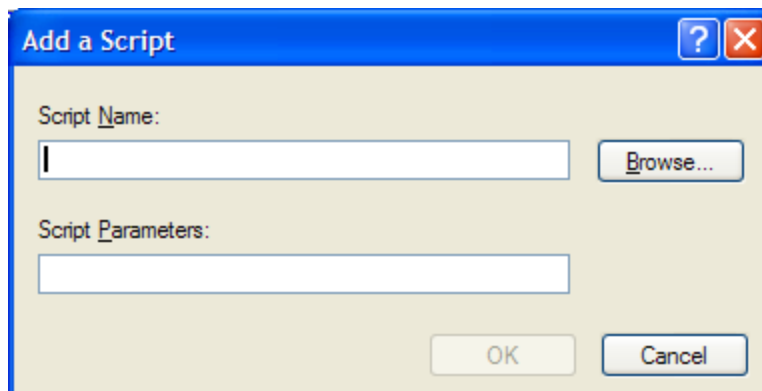 Add a Script
?
Script Name:
Browse...
Script Parameters:
OK
Cancel